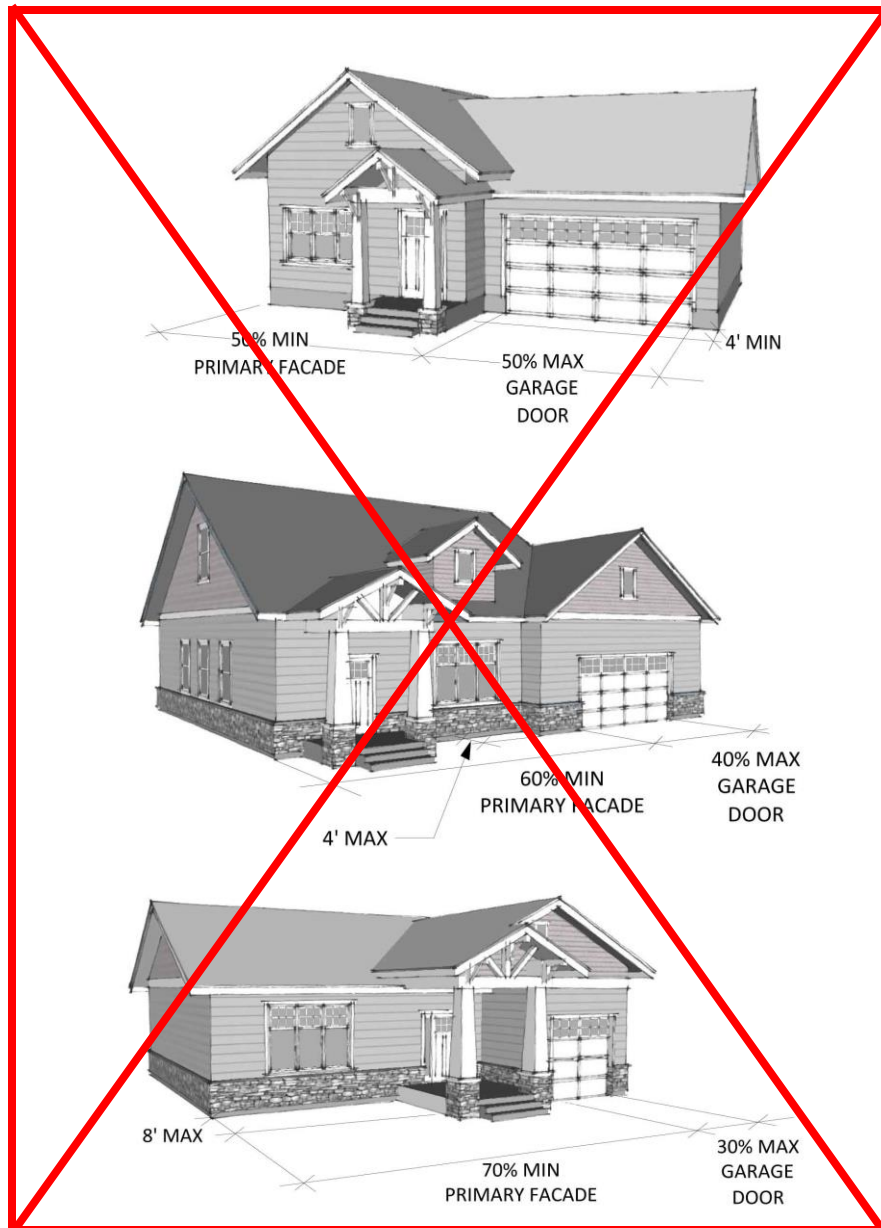 50% MIN
PRIMARY FACADE
50% MAX
GARAGE
DOOR
4' MIN
60% MIN
PRIMARY FACADE
40% MAX
GARAGE
DOOR
4' MAX
8' MAX
70% MIN
PRIMARY FACADE
30% MAX
GARAGE
DOOR